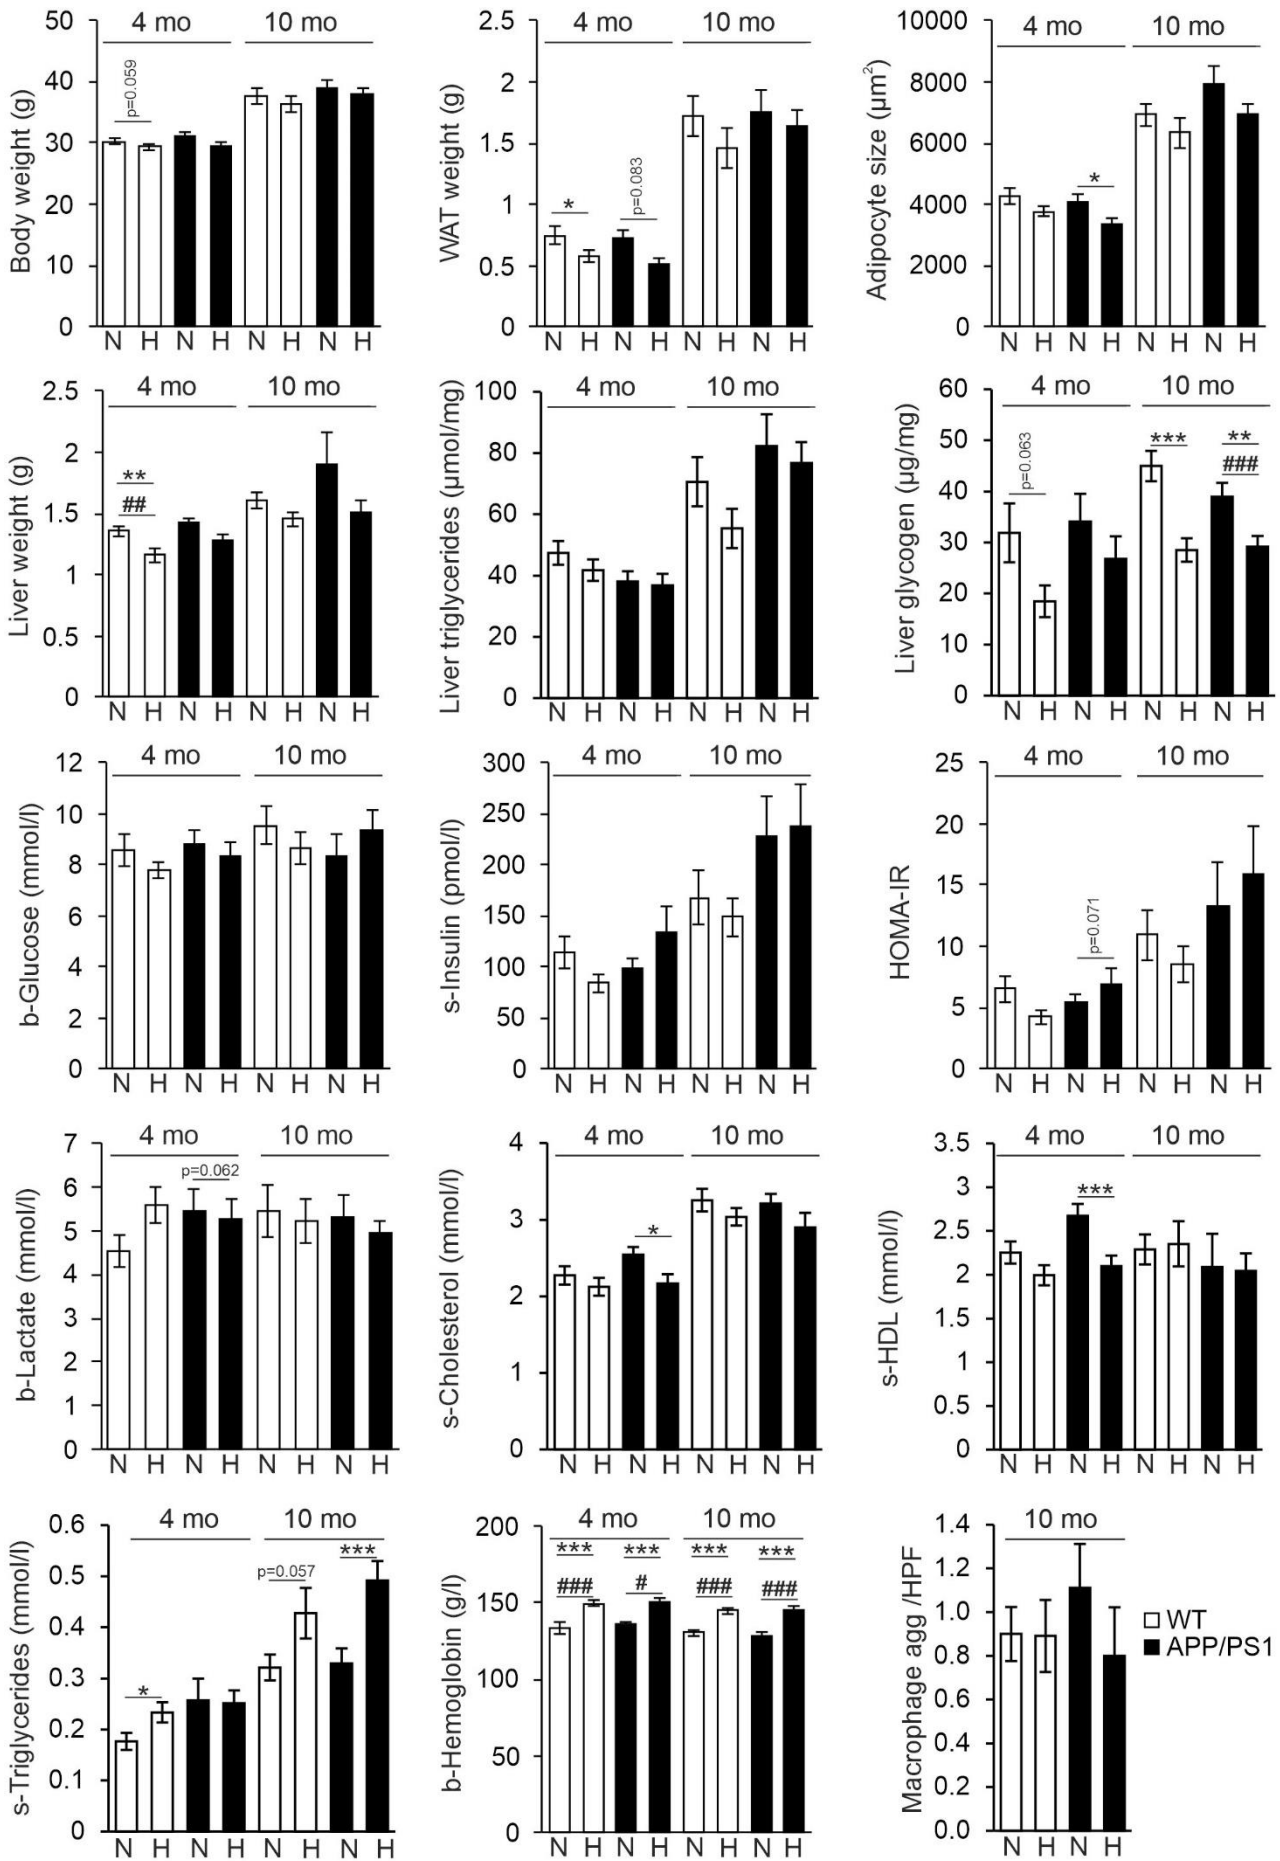 Body weight (g)
50
40
30
20
10
0
4 mo
10 mo
p=0.059
N H N H N H N H
WAT weight (g)
2.5
2
1.5
1
0.5
0
4 mo
10 mo
*
p=0.083
N H N H N H N H
Adipocyte size (µm²)
10000
8000
6000
4000
2000
0
4 mo
10 mo
*
N H N H N H N H
Liver weight (g)
2.5
2
1.5
1
0.5
0
4 mo
10 mo
**
##
N H N H N H N H
Liver triglycerides (µmol/mg)
100
80
60
40
20
0
4 mo
10 mo
N H N H N H N H
Liver glycogen (µg/mg)
60
50
40
30
20
10
0
4 mo
10 mo
p=0.063
***
**
###
N H N H N H N H
b-Glucose (mmol/l)
12
10
8
6
4
2
0
4 mo
10 mo
N H N H N H N H
s-Insulin (pmol/l)
300
250
200
150
100
50
0
4 mo
10 mo
N H N H N H N H
HOMA-IR
25
20
15
10
5
0
4 mo
10 mo
p=0.071
N H N H N H N H
b-Lactate (mmol/l)
7
6
5
4
3
2
1
0
4 mo
10 mo
p=0.062
N H N H N H N H
s-Cholesterol (mmol/l)
4
3
2
1
0
4 mo
10 mo
*
N H N H N H N H
s-HDL (mmol/l)
3.5
3
2.5
2
1.5
1
0.5
0
4 mo
10 mo
***
N H N H N H N H
s-Triglycerides (mmol/l)
0.6
0.5
0.4
0.3
0.2
0.1
0
4 mo
10 mo
*
p=0.057
***
N H N H N H N H
b-Hemoglobin (g/l)
200
150
100
50
0
4 mo
10 mo
*** *** *** ***
### # ### ###
N H N H N H N H
Macrophage agg /HPF
1.4
1.2
1.0
0.8
0.6
0.4
0.2
0.0
10 mo
N H N H
WT
APP/PS1